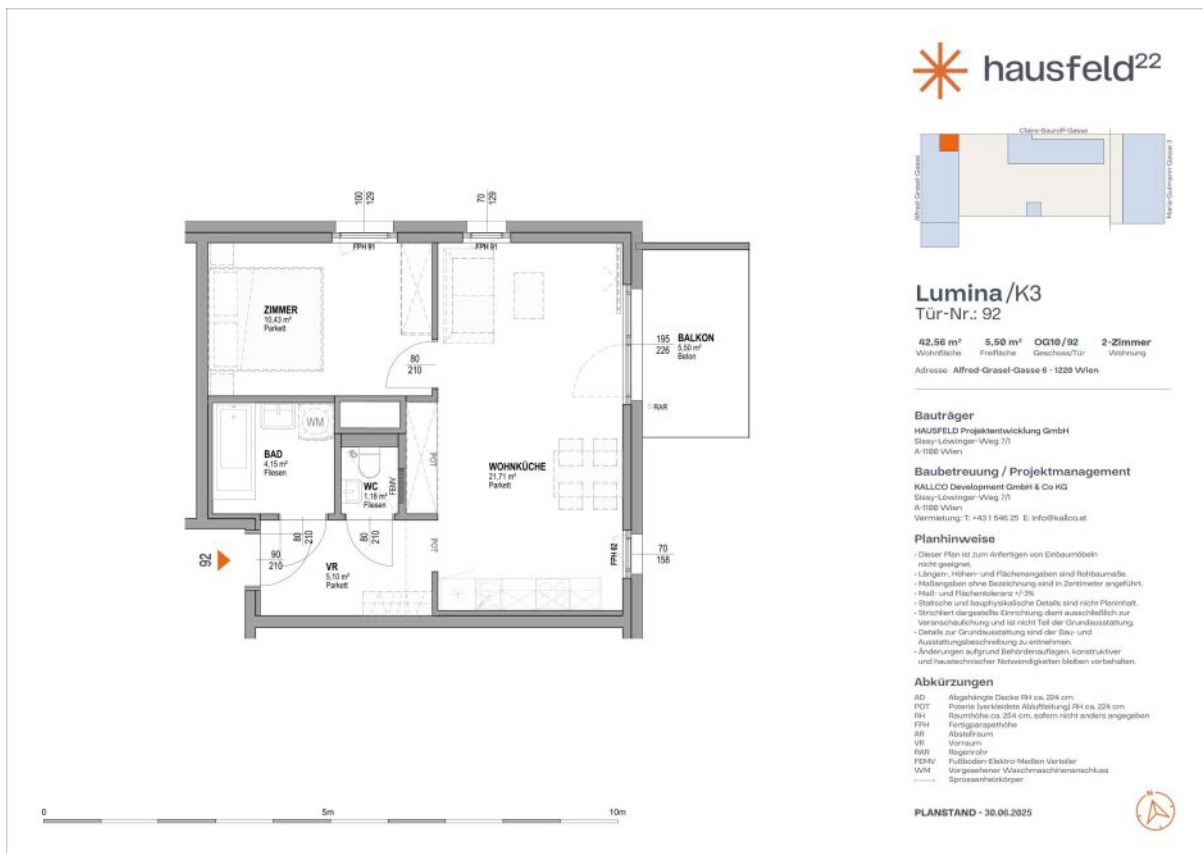 hausfeld22
Claire-Bauroff-Gasse
Alfred-Grasel-Gasse
Maria-Gutmann-Gasse 3
Lumina/K3
Tür-Nr.: 92
42,56 m² 5,50 m² OG10/92 2-Zimmer
Wohnfläche Freifläche Geschoss/Tür Wohnung
Adresse Alfred-Grasel-Gasse 6 - 1220 Wien
Bauträger
HAUSFELD Projektentwicklung GmbH
Sissy-Löwinger-Weg 7/1
A-1100 Wien
Baubetreuung / Projektmanagement
KALLCO Development GmbH & Co KG
Sissy-Löwinger-Weg 7/1
A-1100 Wien
Vermietung: T: +43 1 546 25 E: info@kallco.at
Planhinweise
- Dieser Plan ist zum Anfertigen von Einbaumöbeln
nicht geeignet.
- Längen-, Höhen- und Flächenangaben sind Rohbaumaße.
- Maßangaben ohne Bezeichnung sind in Zentimeter angeführt.
- Maß- und Flächentoleranz +/-3%
- Statische und bauphysikalische Details sind nicht Planinhalt.
- Strichliert dargestellte Einrichtung dient ausschließlich zur
Veranschaulichung und ist nicht Teil der Grundausstattung.
- Details zur Grundausstattung sind der Bau- und
Ausstattungsbeschreibung zu entnehmen.
- Änderungen aufgrund Behördenauflagen, konstruktiver
und haustechnischer Notwendigkeiten bleiben vorbehalten.
Abkürzungen
AD Abgehängte Decke RH ca. 224 cm
POT Poterie (verkleidete Abluftleitung) RH ca. 224 cm
RH Raumhöhe ca. 254 cm, sofern nicht anders angegeben
FPH Fertigparapethöhe
AR Abstellraum
VR Vorraum
RAR Regenrohr
FEMV Fußboden-Elektro-Medien Verteiler
WM Vorgesehener Waschmaschinenanschluss
Sprossenheizkörper
PLANSTAND - 30.06.2025
N
100
129
70
129
FPH 91
FPH 91
ZIMMER
10,43 m²
Parkett
80
210
195
226
BALKON
5,50 m²
Beton
RAR
WM
BAD
4,15 m²
Fliesen
AD
WC
1,18 m²
Fliesen
FEMV
POT
WOHNKÜCHE
21,71 m²
Parkett
80
210
80
210
POT
92
90
210
VR
5,10 m²
Parkett
FPH 62
70
158
0 5m 10m